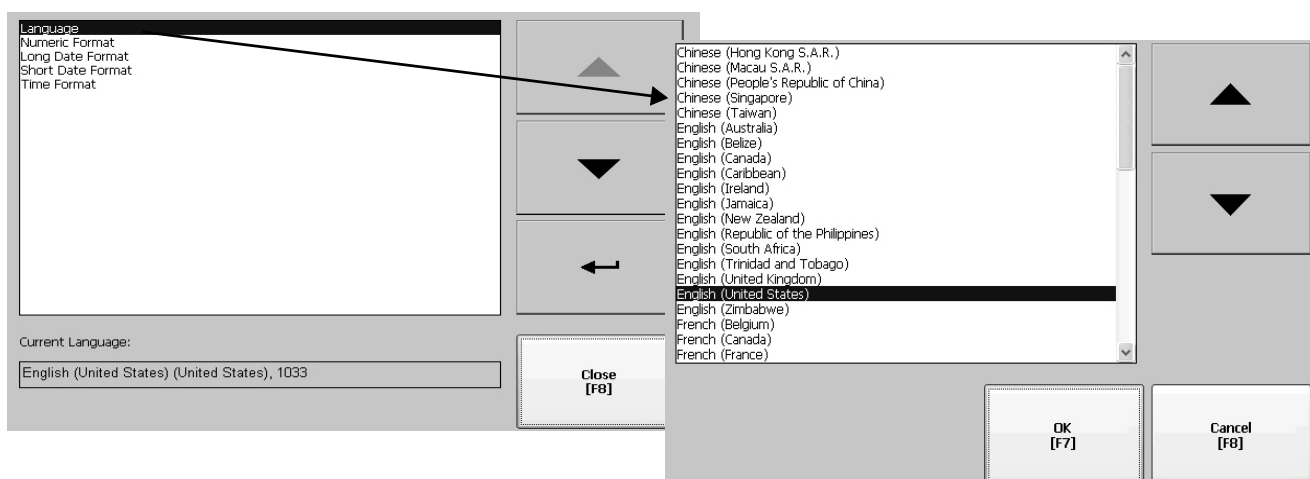 Language
Numeric Format
Long Date Format
Short Date Format
Time Format
Current Language:
English (United States) (United States), 1033
Close
[F8]
Chinese (Hong Kong S.A.R.)
Chinese (Macau S.A.R.)
Chinese (People's Republic of China)
Chinese (Singapore)
Chinese (Taiwan)
English (Australia)
English (Belize)
English (Canada)
English (Caribbean)
English (Ireland)
English (Jamaica)
English (New Zealand)
English (Republic of the Philippines)
English (South Africa)
English (Trinidad and Tobago)
English (United Kingdom)
English (United States)
English (Zimbabwe)
French (Belgium)
French (Canada)
French (France)
OK
[F7]
Cancel
[F8]